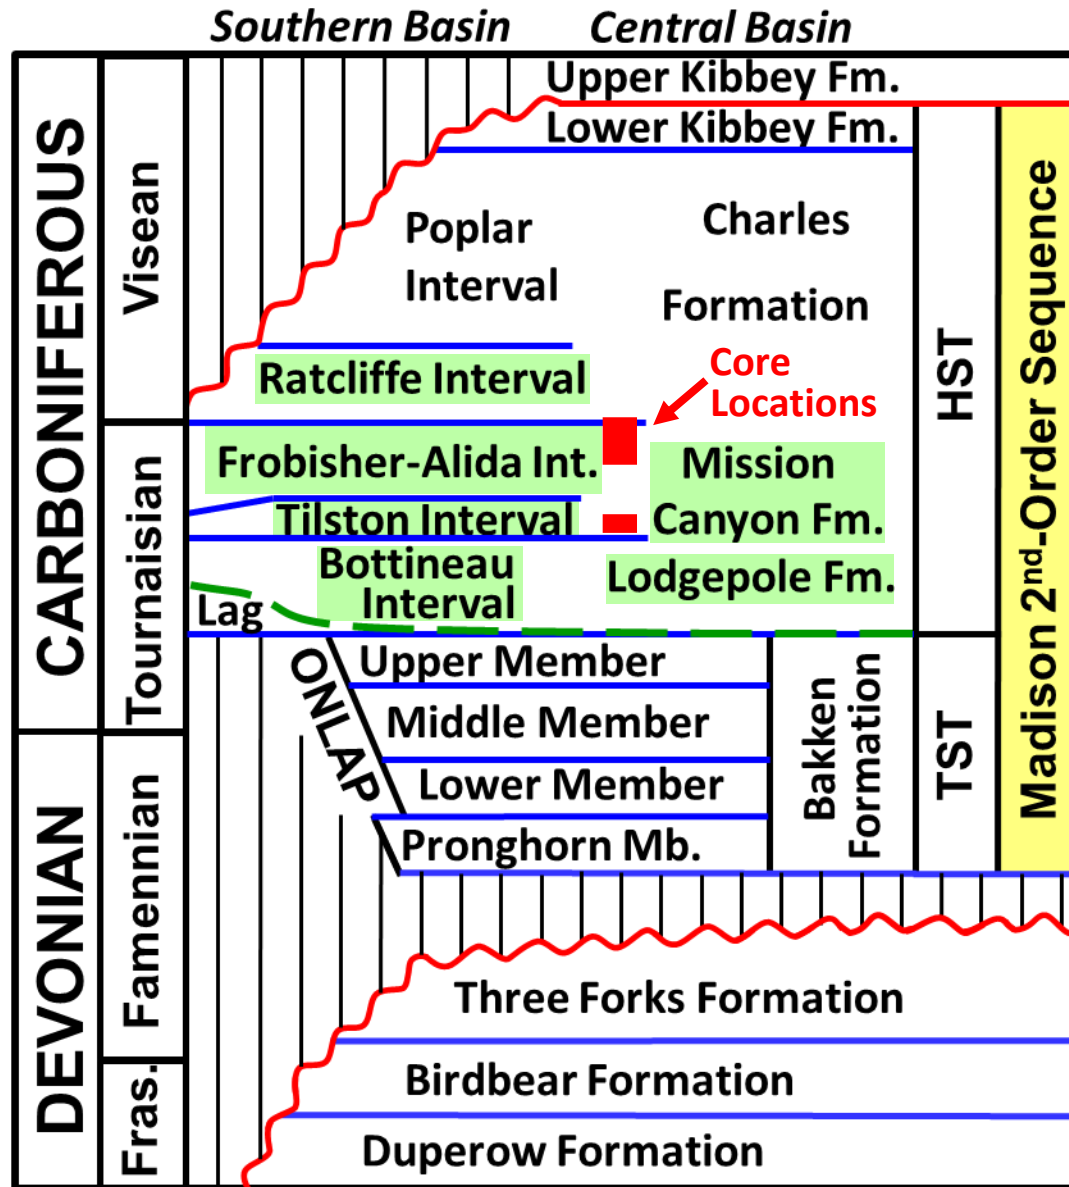 Southern Basin
Central Basin
CARBONIFEROUS
DEVONIAN
Visean
Tournaisian
Famennian
Fras.
Upper Kibbey Fm.
Lower Kibbey Fm.
Poplar
Interval
Charles
Formation
Ratcliffe Interval
Core
Locations
Frobisher-Alida Int.
Mission
Canyon Fm.
Tilston Interval
Bottineau
Interval
Lodgepole Fm.
Lag
ONLAP
Upper Member
Middle Member
Lower Member
Pronghorn Mb.
Bakken
Formation
HST
TST
Madison 2nd-Order Sequence
Three Forks Formation
Birdbear Formation
Duperow Formation